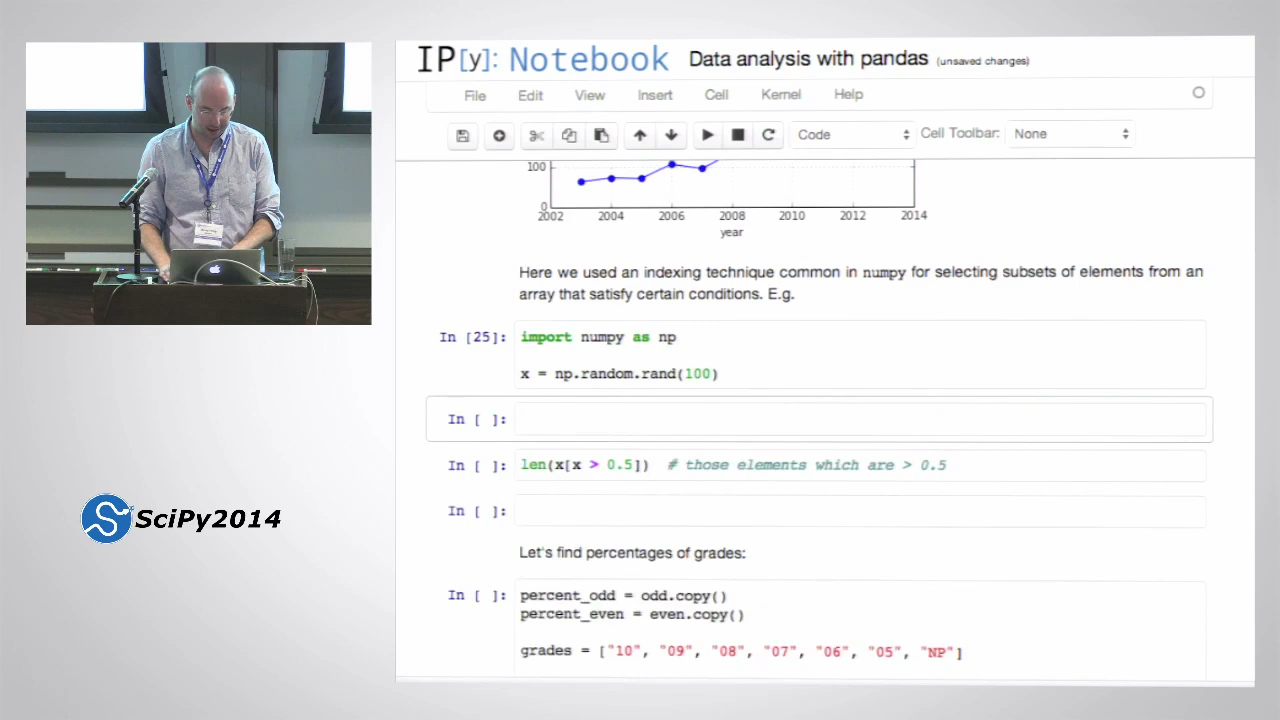 IP[y]: Notebook Data analysis with pandas (unsaved changes)
File Edit View Insert Cell Kernel Help
Code Cell Toolbar: None
100
0
2002 2004 2006 2008 2010 2012 2014
year
Here we used an indexing technique common in numpy for selecting subsets of elements from an
array that satisfy certain conditions. E.g.
In [25]: import numpy as np
x = np.random.rand(100)
In [ ]:
In [ ]: len(x[x > 0.5]) # those elements which are > 0.5
In [ ]:
Let's find percentages of grades:
In [ ]: percent_odd = odd.copy()
percent_even = even.copy()
grades = ["10", "09", "08", "07", "06", "05", "NP"]
SciPy2014